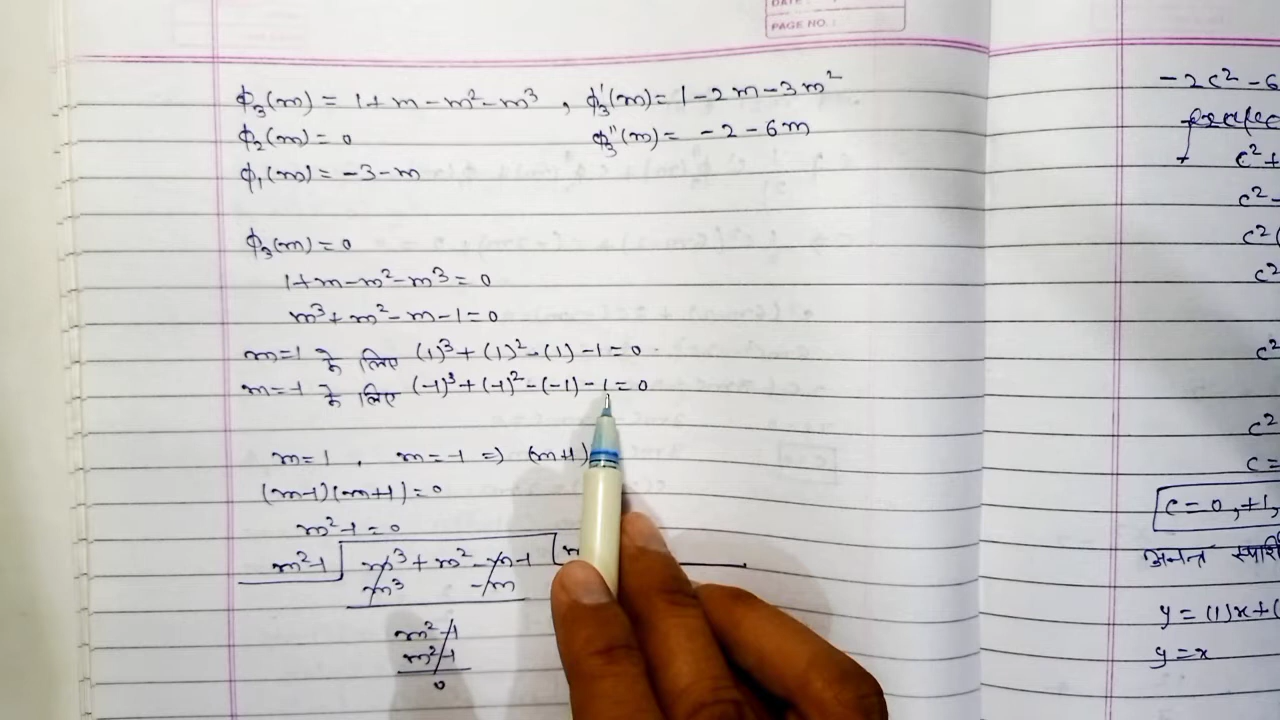 DATE :
PAGE NO. :
ϕ₃(m) = 1+m-m²-m³ , ϕ₃'(m) = 1-2m-3m²
ϕ₂(m) = 0 ϕ₃''(m) = -2-6m
ϕ₁(m) = -3-m
ϕ₃(m) = 0
1+m-m²-m³ = 0
m³+m²-m-1 = 0
m=1 के लिए (1)³+(1)²-(1)-1 = 0
m=-1 के लिए (-1)³+(-1)²-(-1)-1 = 0
m=1 , m=-1 => (m+1)
(m-1)(m+1) = 0
m²-1 = 0
m²-1 m³+m²-m-1
m³ -m
m²-1
m²-1
0
-2c²-6
c²+
c²-
c²(
c²
c²
c²
c=
c=0,+1,
अनन्त
y=(1)x+(
y=x